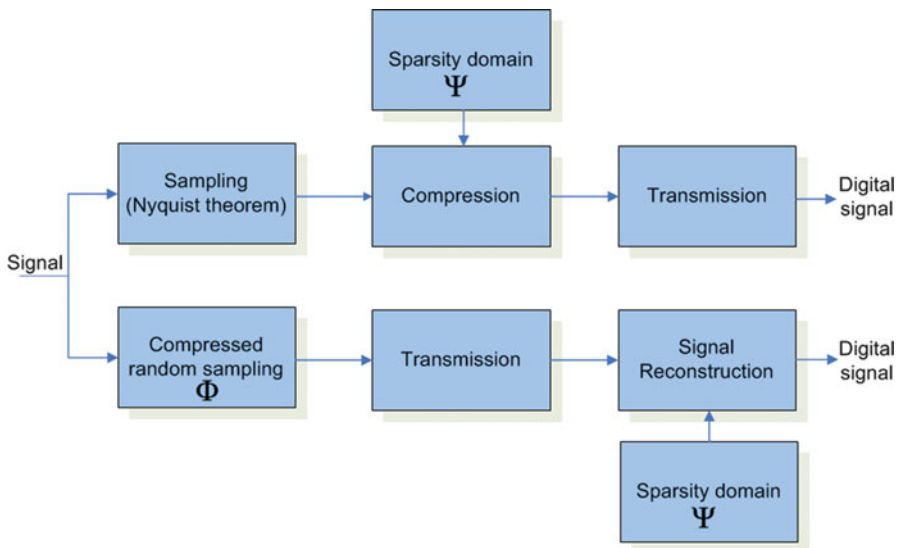 Sparsity domain
Ψ
Sampling
(Nyquist theorem)
Compression
Transmission
Digital
signal
Signal
Compressed
random sampling
Φ
Transmission
Signal
Reconstruction
Digital
signal
Sparsity domain
Ψ